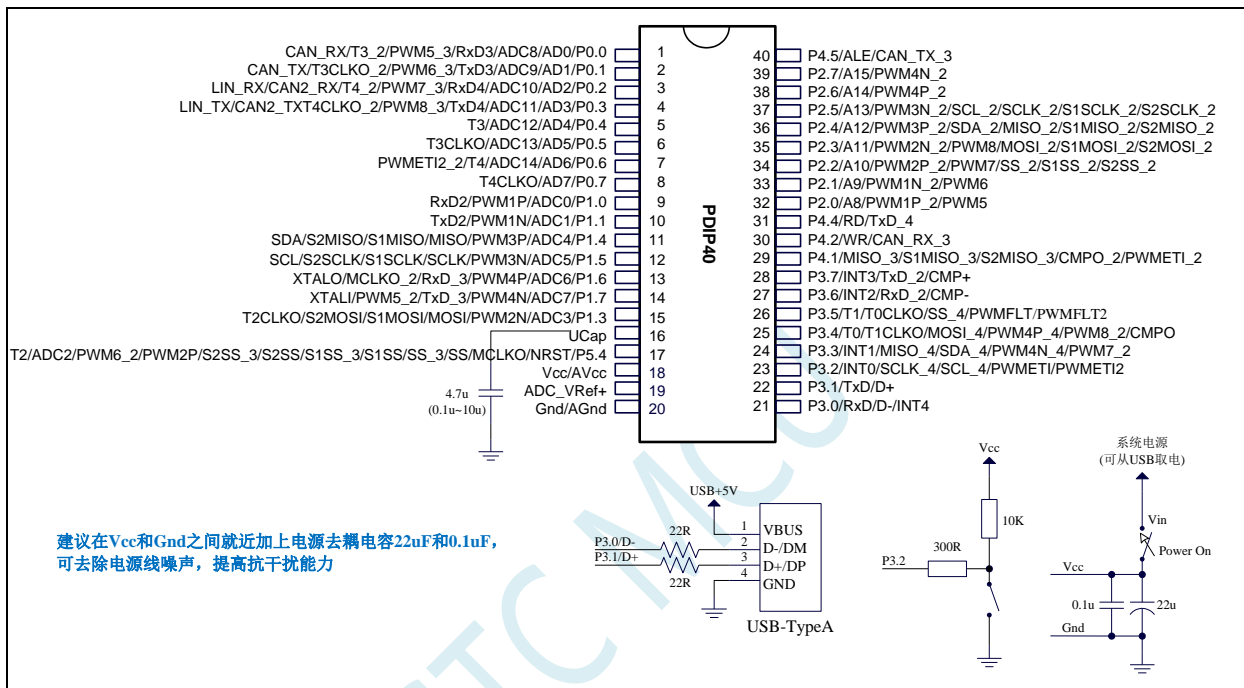 CAN_RX/T3_2/PWM5_3/RxD3/ADC8/AD0/P0.0
CAN_TX/T3CLKO_2/PWM6_3/TxD3/ADC9/AD1/P0.1
LIN_RX/CAN2_RX/T4_2/PWM7_3/RxD4/ADC10/AD2/P0.2
LIN_TX/CAN2_TXT4CLKO_2/PWM8_3/TxD4/ADC11/AD3/P0.3
T3/ADC12/AD4/P0.4
T3CLKO/ADC13/AD5/P0.5
PWMETI2_2/T4/ADC14/AD6/P0.6
T4CLKO/AD7/P0.7
RxD2/PWM1P/ADC0/P1.0
TxD2/PWM1N/ADC1/P1.1
SDA/S2MISO/S1MISO/MISO/PWM3P/ADC4/P1.4
SCL/S2SCLK/S1SCLK/SCLK/PWM3N/ADC5/P1.5
XTALO/MCLKO_2/RxD_3/PWM4P/ADC6/P1.6
XTALI/PWM5_2/TxD_3/PWM4N/ADC7/P1.7
T2CLKO/S2MOSI/S1MOSI/MOSI/PWM2N/ADC3/P1.3
UCap
T2/ADC2/PWM6_2/PWM2P/S2SS_3/S2SS/S1SS_3/S1SS/SS_3/SS/MCLKO/NRST/P5.4
Vcc/AVcc
ADC_VRef+
Gnd/AGnd
1
2
3
4
5
6
7
8
9
10
11
12
13
14
15
16
17
18
19
20
PDIP40
40
39
38
37
36
35
34
33
32
31
30
29
28
27
26
25
24
23
22
21
P4.5/ALE/CAN_TX_3
P2.7/A15/PWM4N_2
P2.6/A14/PWM4P_2
P2.5/A13/PWM3N_2/SCL_2/SCLK_2/S1SCLK_2/S2SCLK_2
P2.4/A12/PWM3P_2/SDA_2/MISO_2/S1MISO_2/S2MISO_2
P2.3/A11/PWM2N_2/PWM8/MOSI_2/S1MOSI_2/S2MOSI_2
P2.2/A10/PWM2P_2/PWM7/SS_2/S1SS_2/S2SS_2
P2.1/A9/PWM1N_2/PWM6
P2.0/A8/PWM1P_2/PWM5
P4.4/RD/TxD_4
P4.2/WR/CAN_RX_3
P4.1/MISO_3/S1MISO_3/S2MISO_3/CMPO_2/PWMETI_2
P3.7/INT3/TxD_2/CMP+
P3.6/INT2/RxD_2/CMP-
P3.5/T1/T0CLKO/SS_4/PWMFLT/PWMFLT2
P3.4/T0/T1CLKO/MOSI_4/PWM4P_4/PWM8_2/CMPO
P3.3/INT1/MISO_4/SDA_4/PWM4N_4/PWM7_2
P3.2/INT0/SCLK_4/SCL_4/PWMETI/PWMETI2
P3.1/TxD/D+
P3.0/RxD/D-/INT4
4.7u
(0.1u~10u)
建议在Vcc和Gnd之间就近加上电源去耦电容22uF和0.1uF，
可去除电源线噪声，提高抗干扰能力
USB+5V
P3.0/D-
P3.1/D+
22R
22R
1
2
3
4
VBUS
D-/DM
D+/DP
GND
USB-TypeA
Vcc
10K
300R
P3.2
系统电源
(可从USB取电)
Vin
Power On
Vcc
0.1u
22u
Gnd
STC MCU